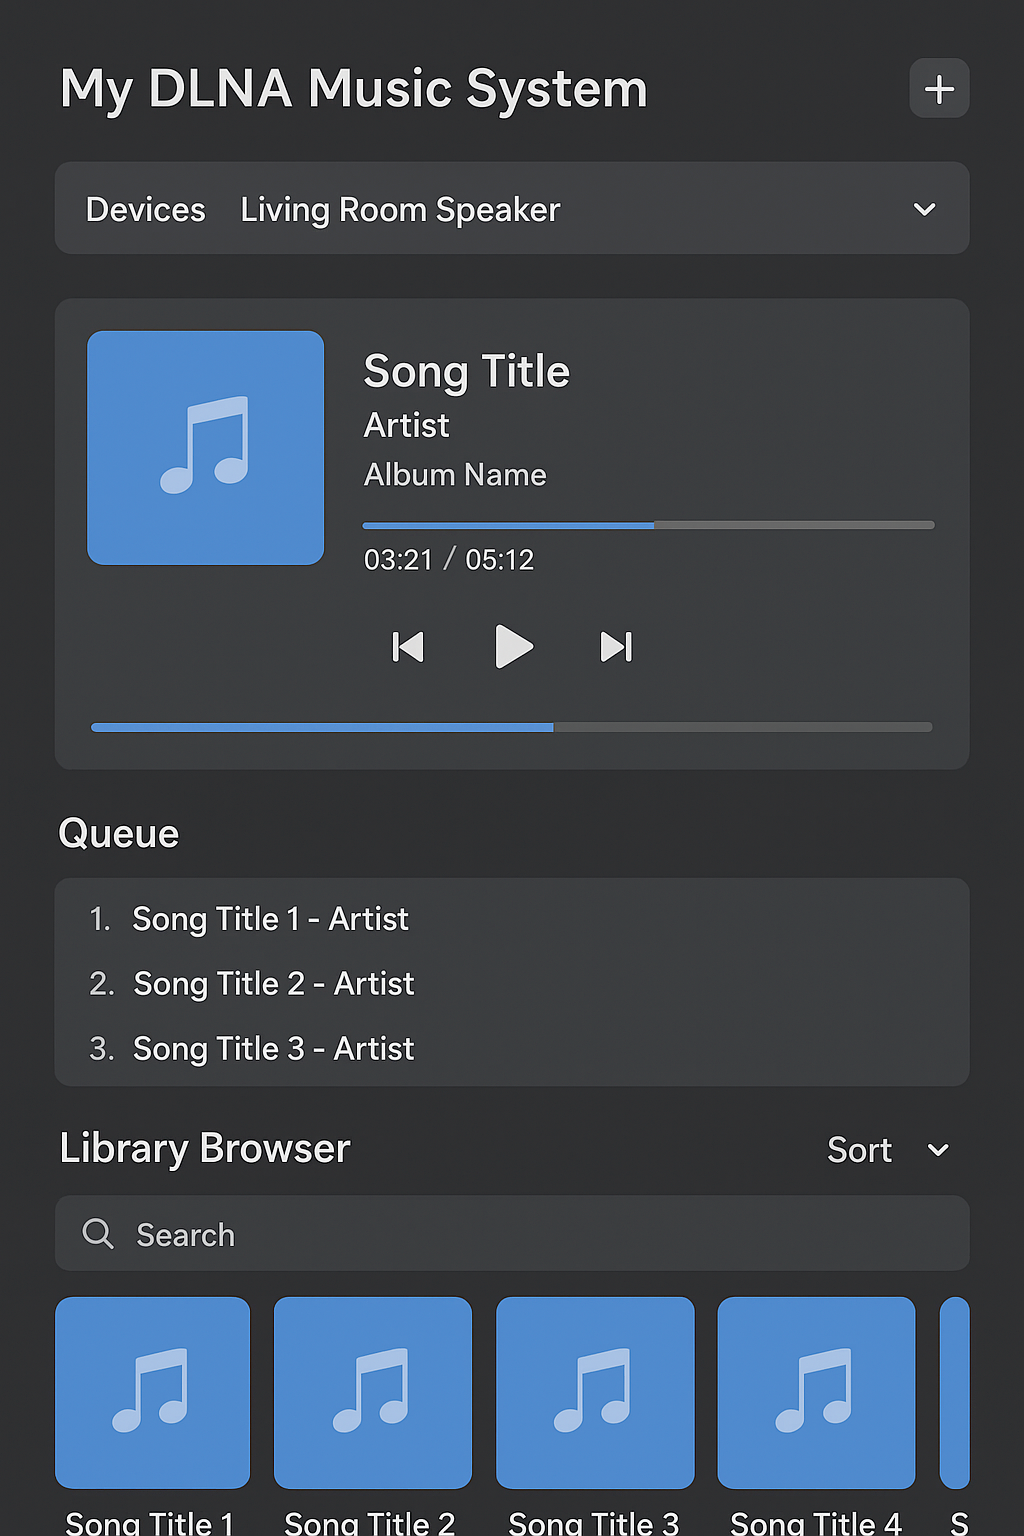 My DLNA Music System
Devices Living Room Speaker
Song Title
Artist
Album Name
03:21 / 05:12
Queue
1. Song Title 1 - Artist
2. Song Title 2 - Artist
3. Song Title 3 - Artist
Library Browser Sort
Search
Song Title 1 Song Title 2 Song Title 3 Song Title 4 S